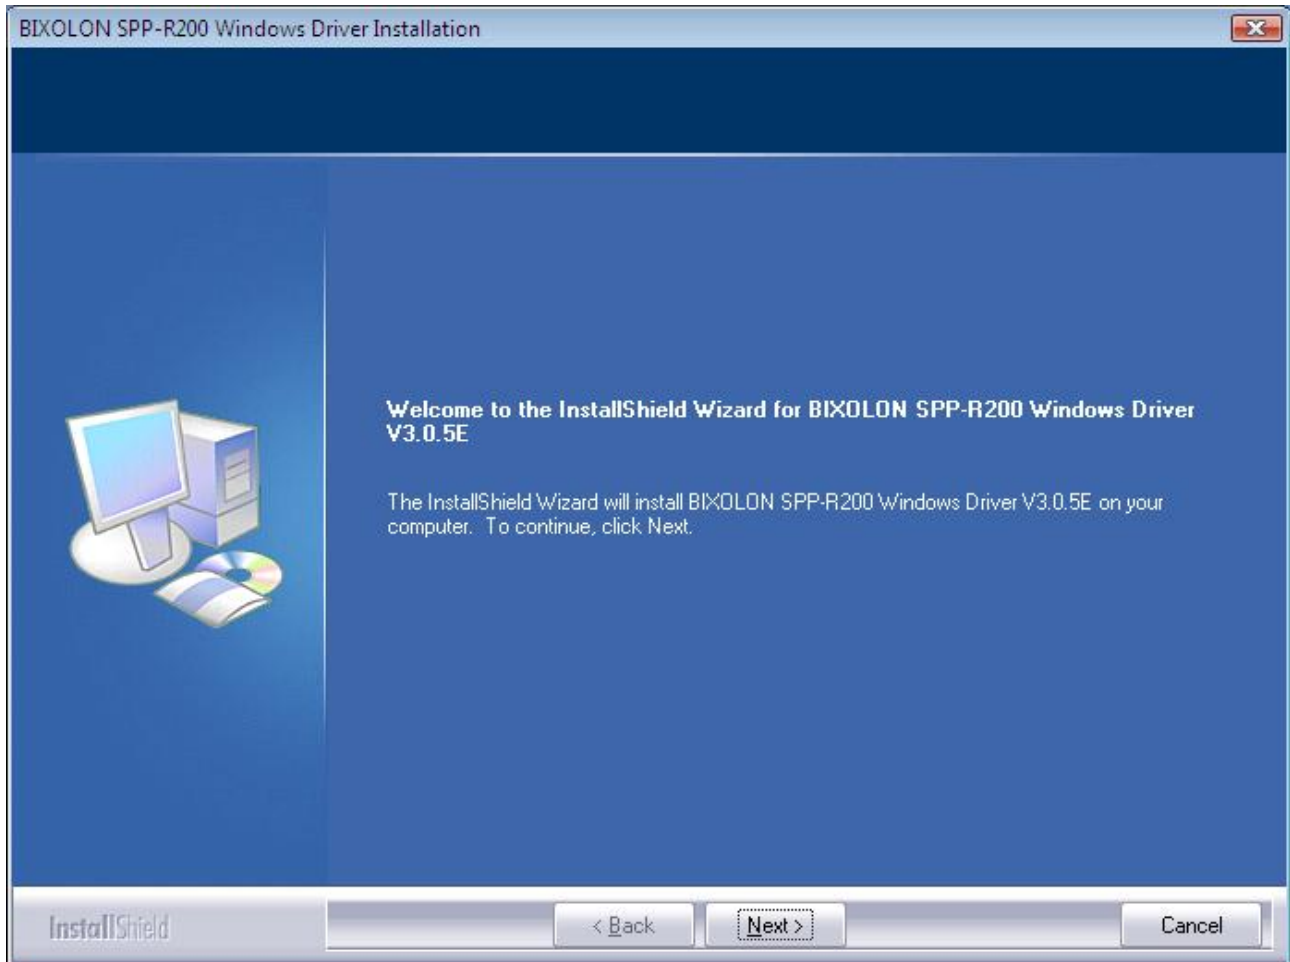 BIXOLON SPP-R200 Windows Driver Installation
Welcome to the InstallShield Wizard for BIXOLON SPP-R200 Windows Driver
V3.0.5E
The InstallShield Wizard will install BIXOLON SPP-R200 Windows Driver V3.0.5E on your
computer. To continue, click Next.
InstallShield
< Back
Next >
Cancel